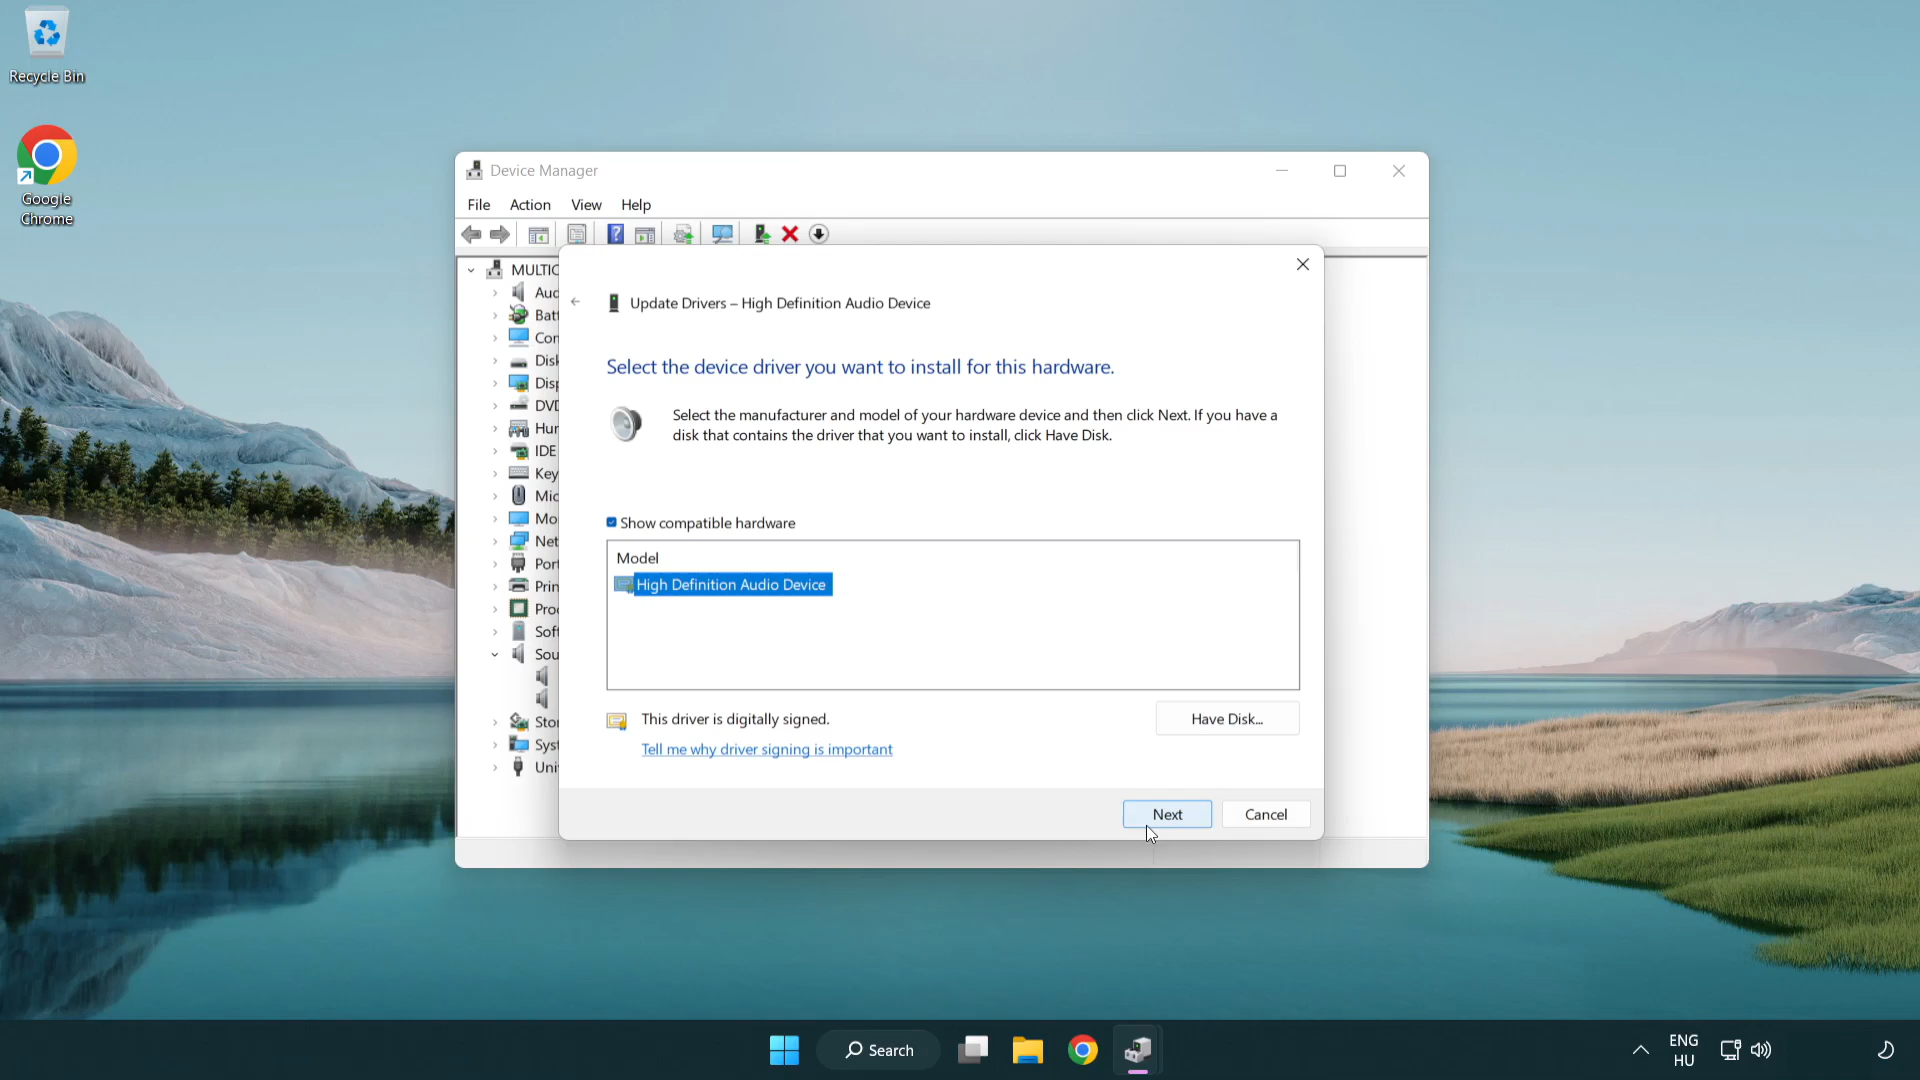 Recycle Bin
Google
Chrome
Device Manager
File Action View Help
MULTIC
Aud
Batt
Com
Disk
Disp
DVD
Hum
IDE
Key
Mic
Mo
Net
Port
Prin
Proc
Soft
Sou
Stor
Syst
Uni
Update Drivers – High Definition Audio Device
Select the device driver you want to install for this hardware.
Select the manufacturer and model of your hardware device and then click Next. If you have a
disk that contains the driver that you want to install, click Have Disk.
Show compatible hardware
Model
High Definition Audio Device
This driver is digitally signed.
Have Disk...
Tell me why driver signing is important
Next
Cancel
Search
ENG
HU